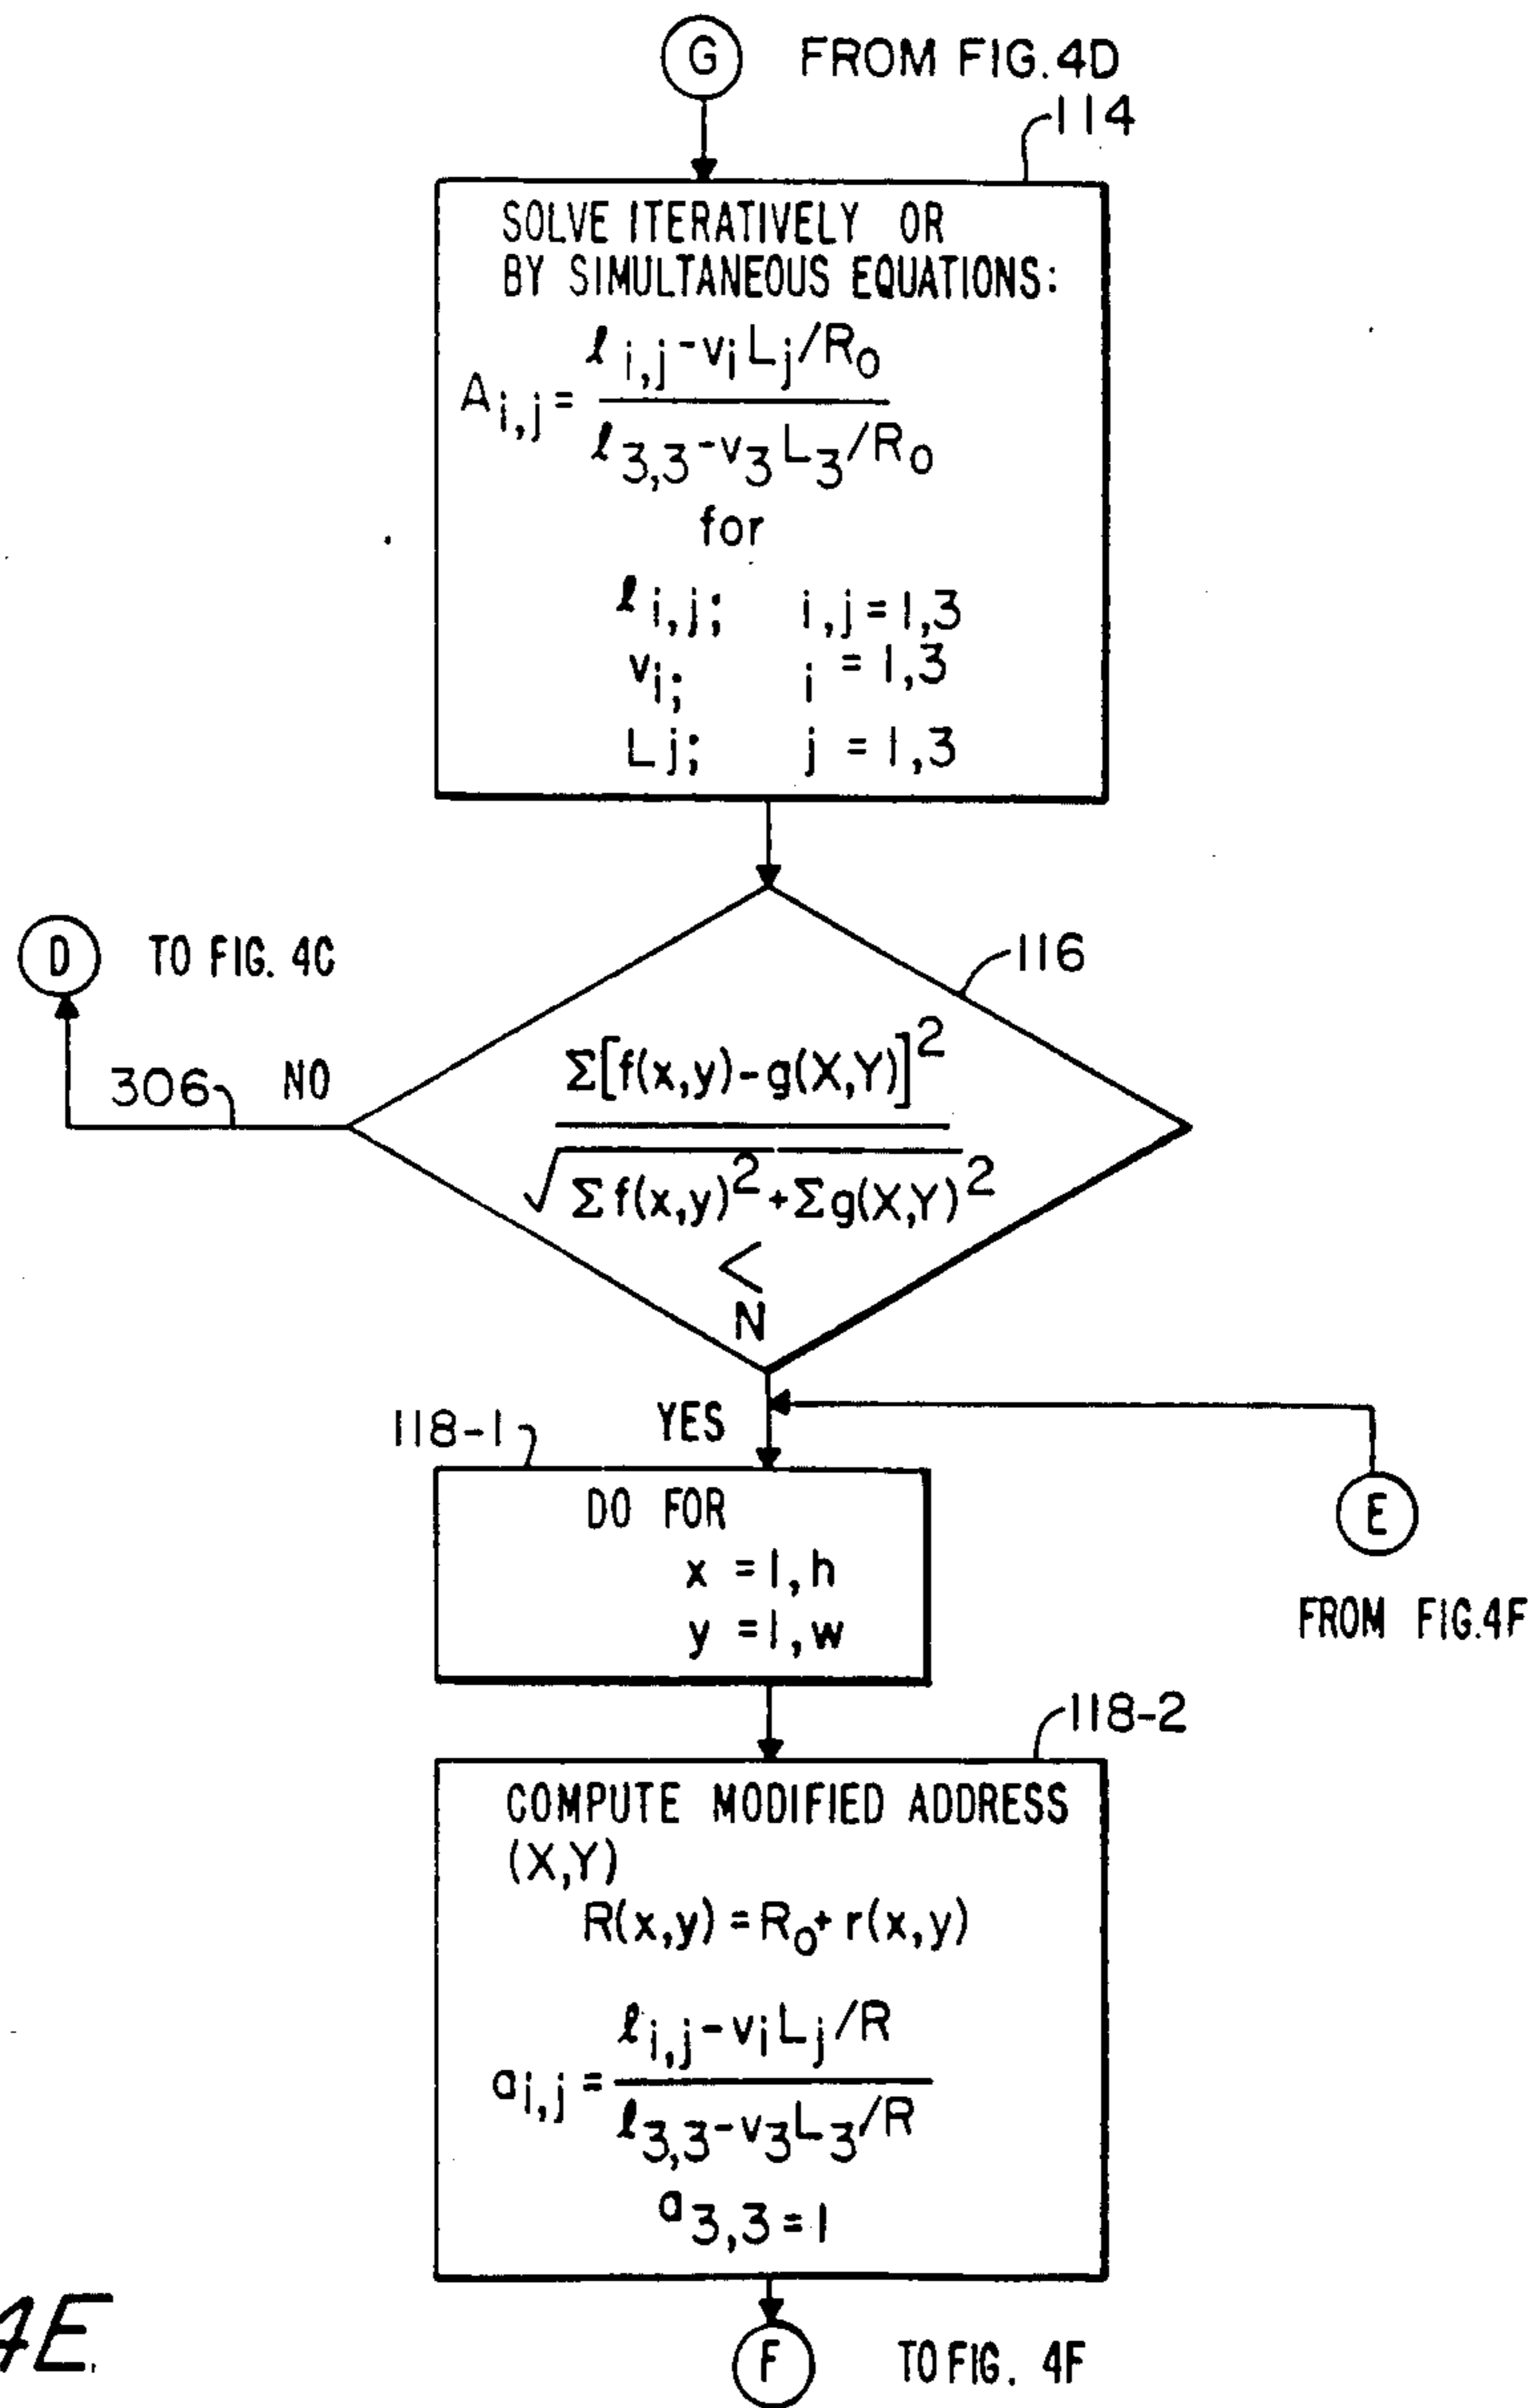 G FROM FIG. 4D
114
SOLVE ITERATIVELY OR
BY SIMULTANEOUS EQUATIONS:
A i,j = ℓ i,j - v i L j / R 0
ℓ 3,3 - v 3 L 3 / R 0
for
ℓ i,j; i,j = 1,3
v i; i = 1,3
L j; j = 1,3
D TO FIG. 4C
116
306 NO
Σ[f(x,y) - g(X,Y)]²
√ Σf(x,y)² + Σg(X,Y)²
<
N
118-1 YES
DO FOR
x = 1, h
y = 1, w
E
FROM FIG. 4F
118-2
COMPUTE MODIFIED ADDRESS
(X,Y)
R(x,y) = R 0 + r(x,y)
a i,j = ℓ i,j - v i L j / R
ℓ 3,3 - v 3 L 3 / R
a 3,3 = 1
F TO FIG. 4F
4E.